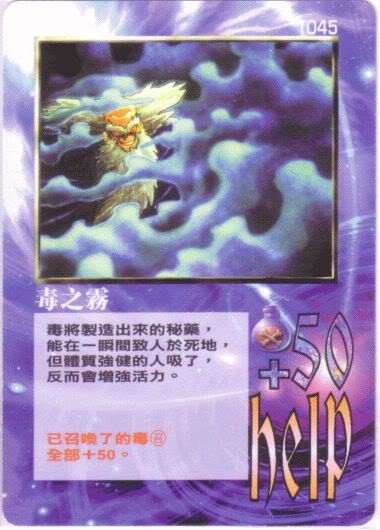 T045
毒之霧
毒將製造出來的秘藥，
能在一瞬間致人於死地，
但體質強健的人吸了，
反而會增強活力。
已召喚了的毒㊁
全部＋50。
+50
help